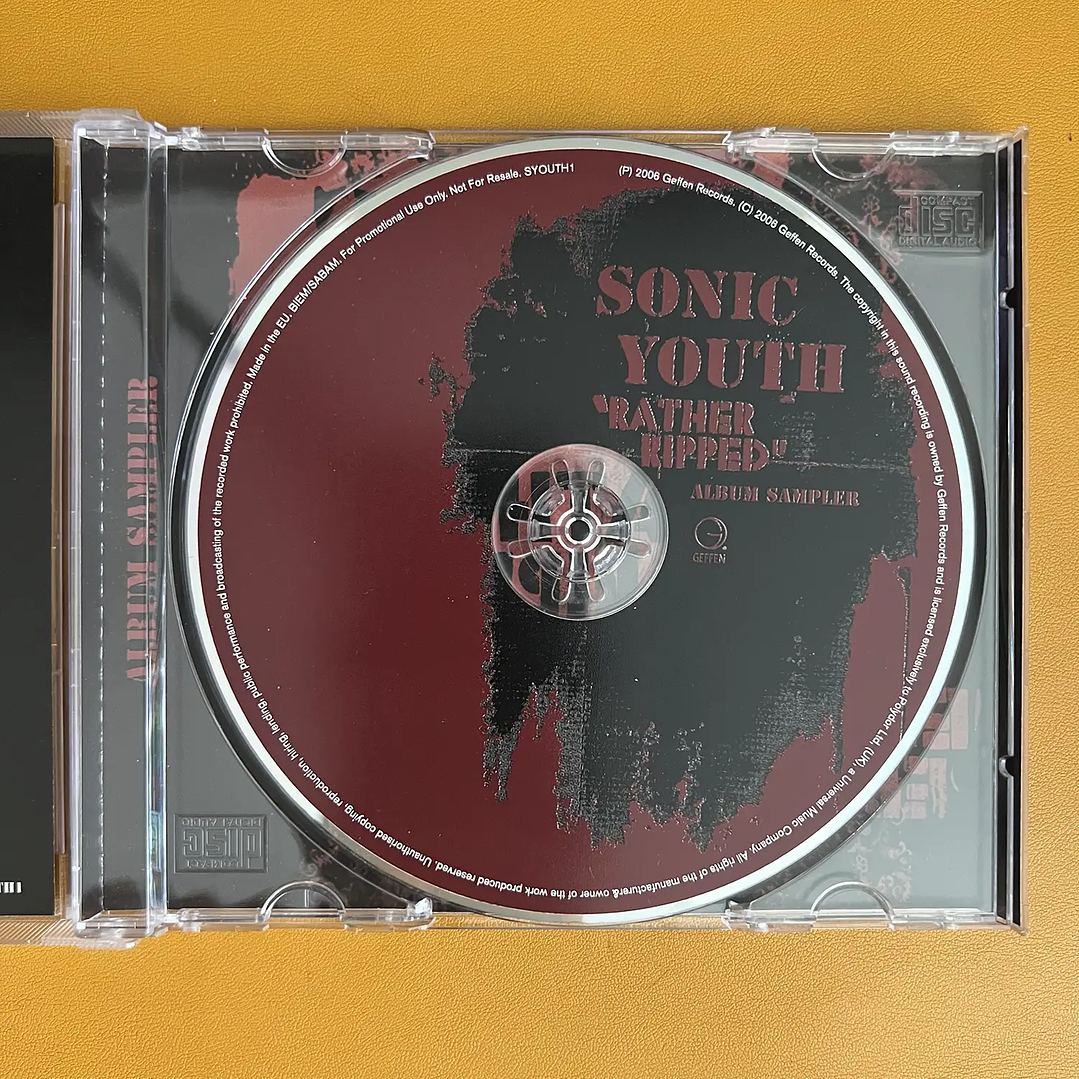 SONIC
YOUTH
"RATHER
RIPPED"
ALBUM SAMPLER
GEFFEN
(P) 2006 Geffen Records. (C) 2006 Geffen Records. The copyright in this sound recording is owned by Geffen Records and is licensed exclusively to Polydor Ltd. (UK), a Universal Music Company. All rights of the manufacturer& owner of the work produced reserved. Unauthorised copying, reproduction, hiring, lending, public performance and broadcasting of the recorded work prohibited. Made in the EU. BIEM/SABAM. For Promotional Use Only. Not For Resale. SYOUTH1
ALBUM SAMPLER
COMPACT
disc
DIGITAL AUDIO
COMPACT
disc
DIGITAL AUDIO